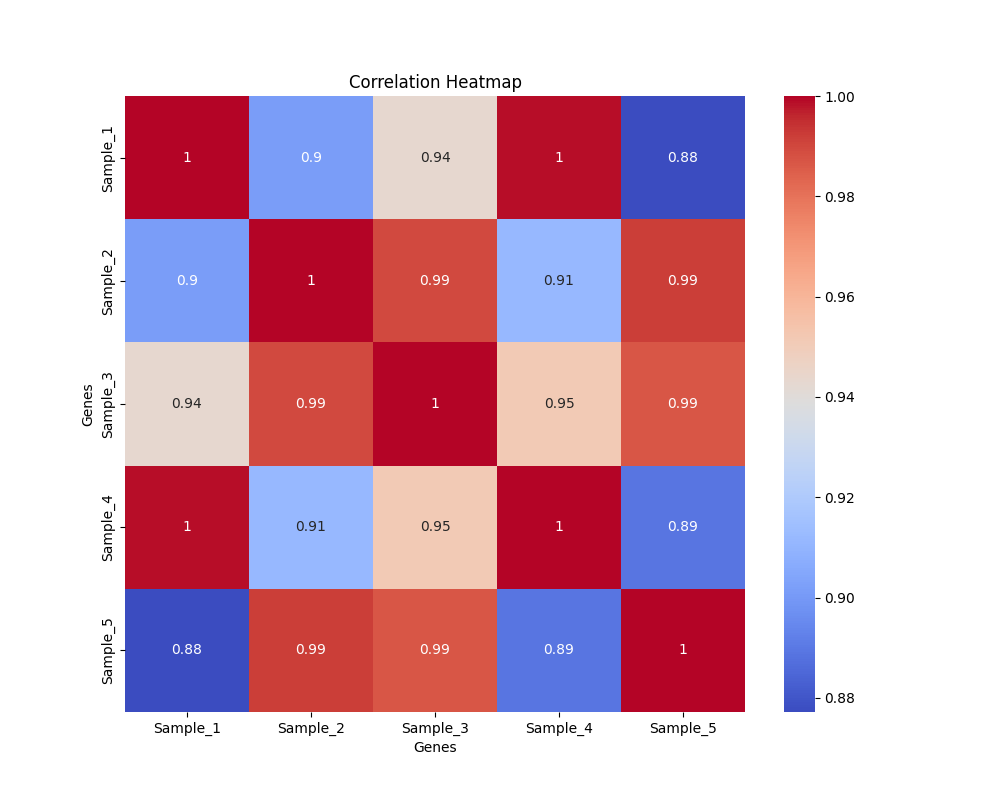 Correlation Heatmap
Sample_1 1 0.9 0.94 1 0.88
Sample_2 0.9 1 0.99 0.91 0.99
Sample_3 0.94 0.99 1 0.95 0.99
Sample_4 1 0.91 0.95 1 0.89
Sample_5 0.88 0.99 0.99 0.89 1
Genes
Sample_1 Sample_2 Sample_3 Sample_4 Sample_5
Genes
1.00
0.98
0.96
0.94
0.92
0.90
0.88